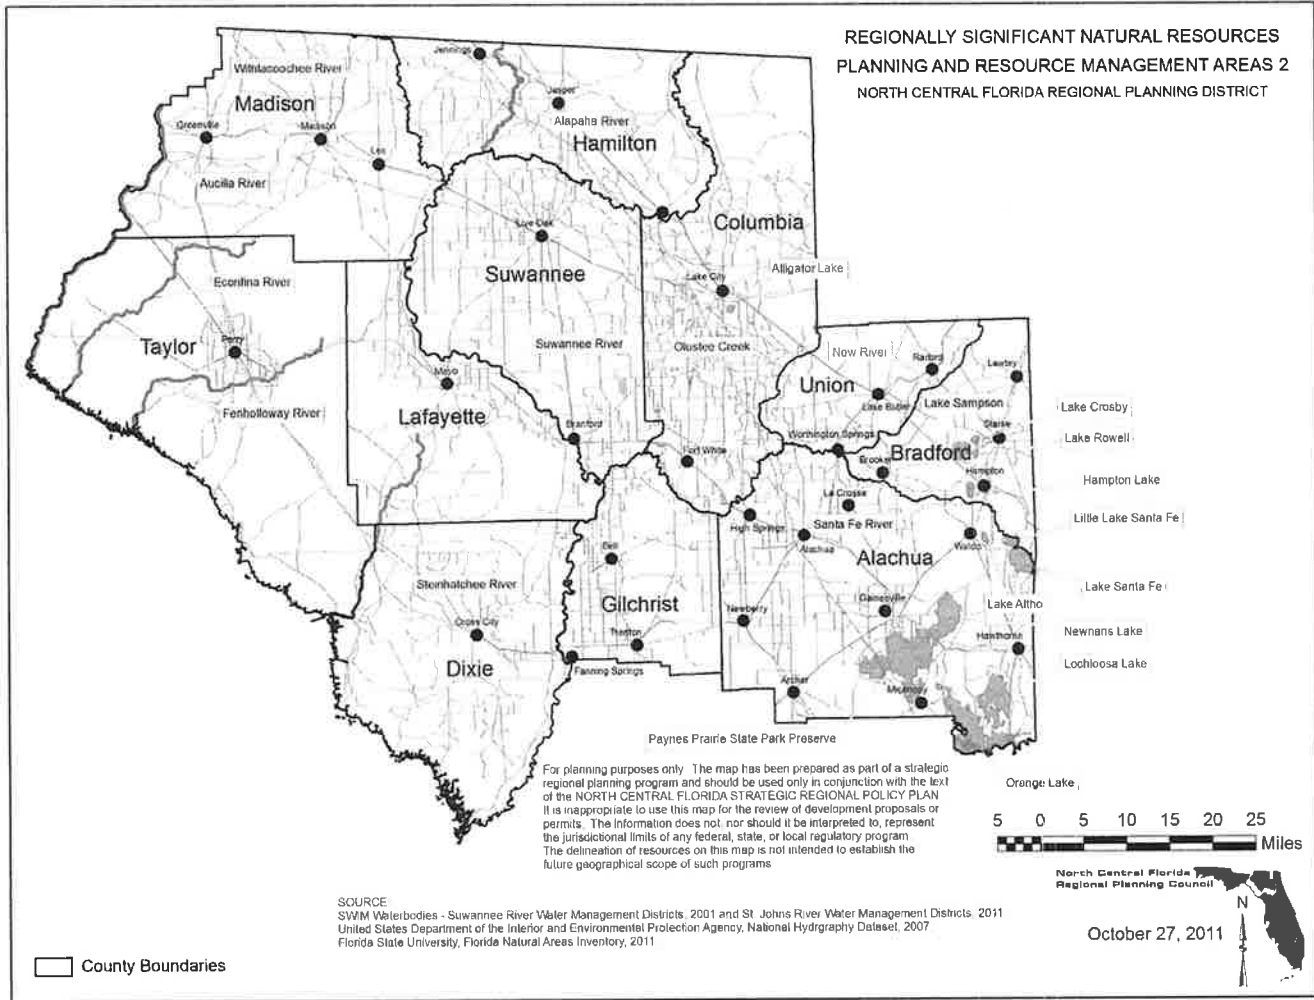 REGIONALLY SIGNIFICANT NATURAL RESOURCES
PLANNING AND RESOURCE MANAGEMENT AREAS 2
NORTH CENTRAL FLORIDA REGIONAL PLANNING DISTRICT
Jennings
Withlacoochee River
Madison
Jasper
Alapaha River
Hamilton
Greenville
Madison
Lee
Aucilla River
Columbia
Live Oak
Suwannee
Alligator Lake
Lake City
Econfina River
Taylor
Perry
Suwannee River
Olustee Creek
Now River
Raiford
Lawtey
Union
Mayo
Lake Butler
Lake Sampson
Lake Crosby
Fenholloway River
Lafayette
Branford
Worthington Springs
Starke
Lake Rowell
Fort White
Brooker
Bradford
Hampton
Hampton Lake
La Crosse
High Springs
Santa Fe River
Little Lake Santa Fe
Alachua
Waldo
Bell
Alachua
Steinhatchee River
Lake Santa Fe
Gilchrist
Newberry
Gainesville
Lake Altho
Cross City
Trenton
Hawthorne
Newnans Lake
Dixie
Fanning Springs
Lochloosa Lake
Archer
Micanopy
Paynes Prairie State Park Preserve
For planning purposes only The map has been prepared as part of a strategic
regional planning program and should be used only in conjunction with the text
of the NORTH CENTRAL FLORIDA STRATEGIC REGIONAL POLICY PLAN
It is inappropriate to use this map for the review of development proposals or
permits. The information does not, nor should it be interpreted to, represent
the jurisdictional limits of any federal, state, or local regulatory program
The delineation of resources on this map is not intended to establish the
future geographical scope of such programs
Orange Lake
5 0 5 10 15 20 25
Miles
North Central Florida
Regional Planning Council
N
SOURCE
SWIM Waterbodies - Suwannee River Water Management Districts, 2001 and St. Johns River Water Management Districts, 2011
United States Department of the Interior and Environmental Protection Agency, National Hydrgraphy Dataset, 2007
Florida State University, Florida Natural Areas Inventory, 2011
October 27, 2011
County Boundaries